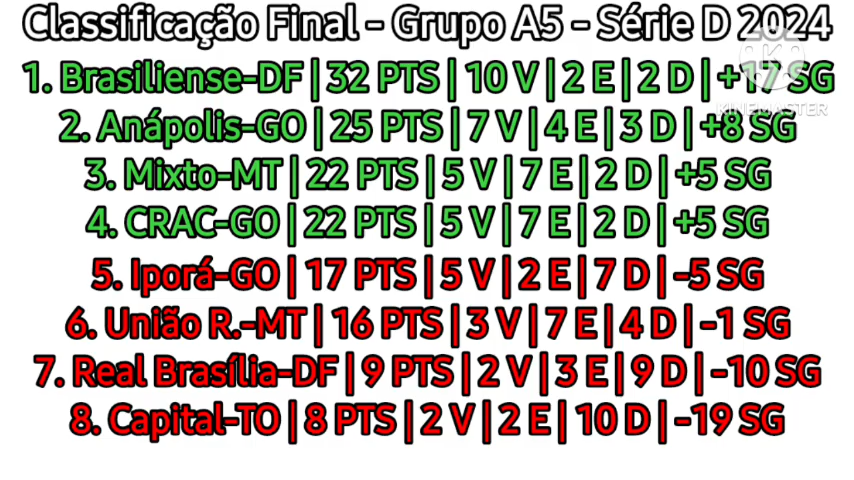 Classificação Final - Grupo A5 - Série D 2024
1. Brasiliense-DF | 32 PTS | 10 V | 2 E | 2 D | +17 SG
KINEMASTER
2. Anápolis-GO | 25 PTS | 7 V | 4 E | 3 D | +8 SG
3. Mixto-MT | 22 PTS | 5 V | 7 E | 2 D | +5 SG
4. CRAC-GO | 22 PTS | 5 V | 7 E | 2 D | +5 SG
5. Iporá-GO | 17 PTS | 5 V | 2 E | 7 D | -5 SG
6. União R.-MT | 16 PTS | 3 V | 7 E | 4 D | -1 SG
7. Real Brasília-DF | 9 PTS | 2 V | 3 E | 9 D | -10 SG
8. Capital-TO | 8 PTS | 2 V | 2 E | 10 D | -19 SG